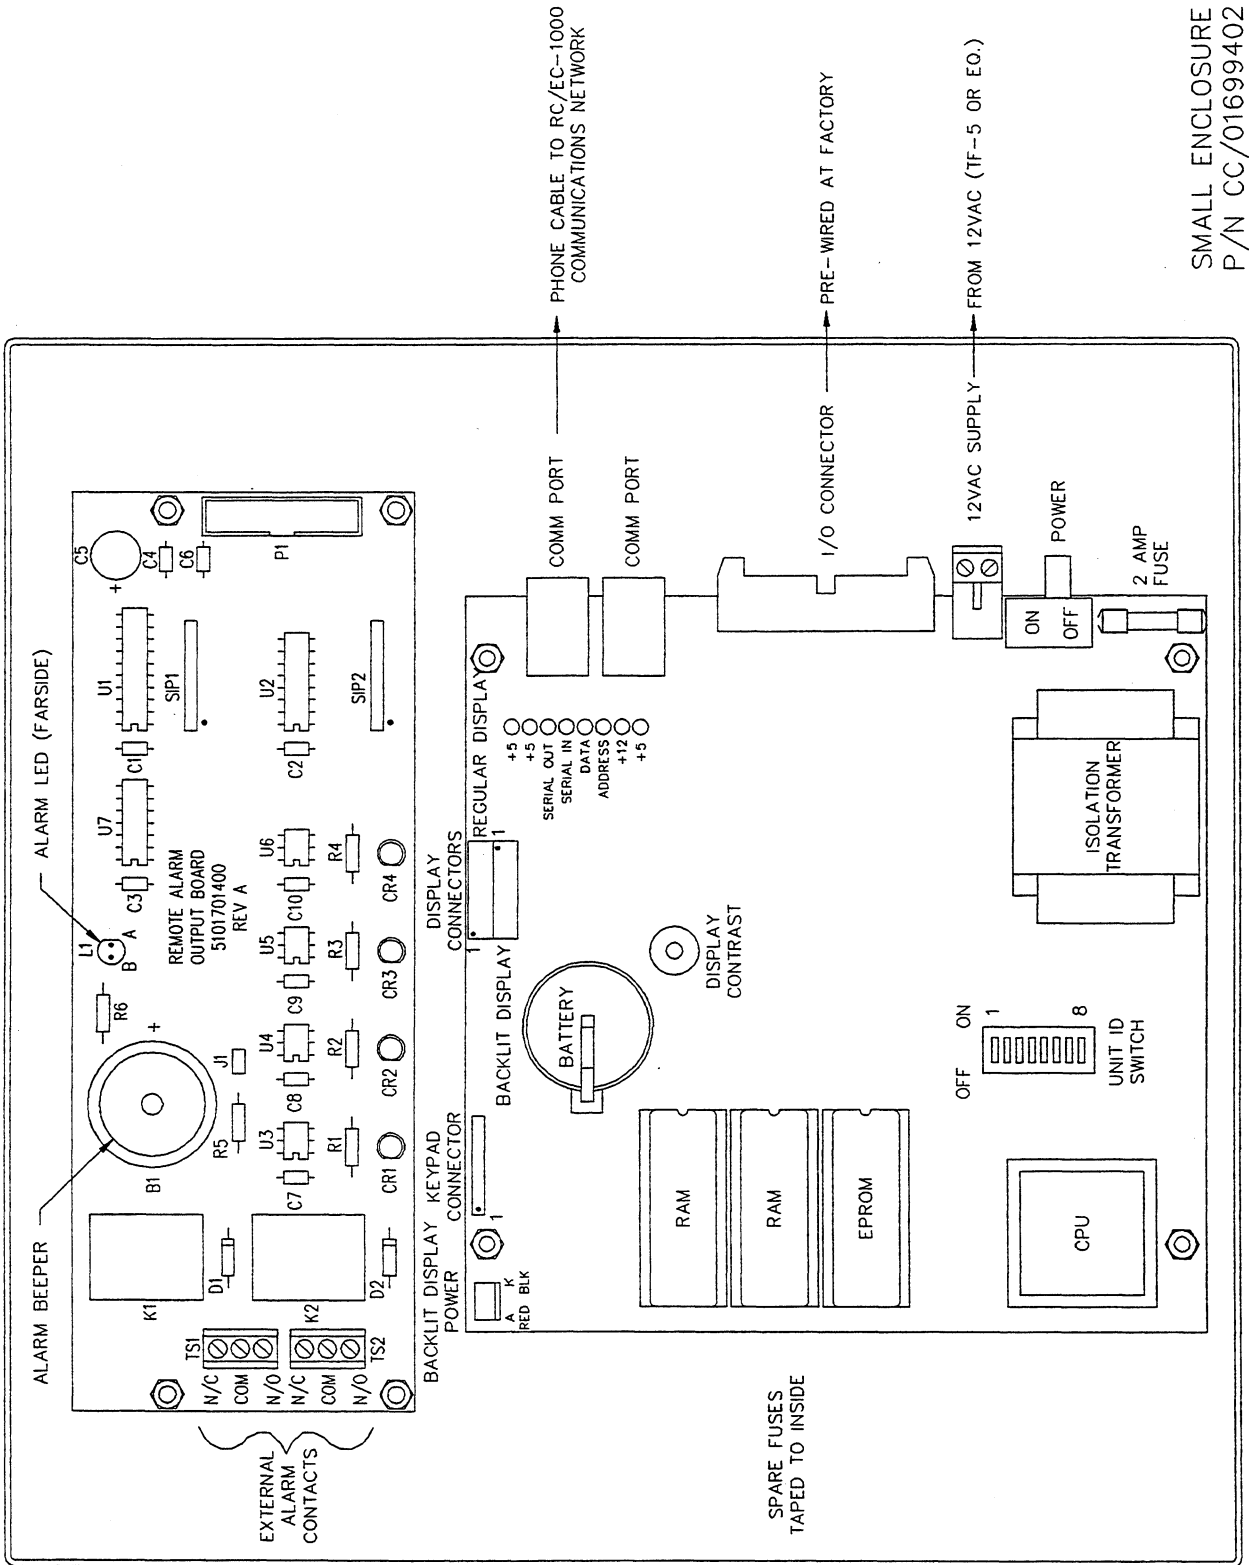 ALARM BEEPER
ALARM LED (FARSIDE)
EXTERNAL
ALARM
CONTACTS
N/C
COM
N/O
N/C
COM
N/O
TS1
TS2
K1
K2
D1
D2
B1
+
R5
J1
R6
L1
B
A
REMOTE ALARM
OUTPUT BOARD
5101701400
REV A
C3
U7
C1
U1
SIP1
C5
+
C4
C6
P1
C7
U3
C8
U4
C9
U5
C10
U6
C2
U2
SIP2
R1
R2
R3
R4
CR1
CR2
CR3
CR4
BACKLIT DISPLAY
POWER
KEYPAD
CONNECTOR
DISPLAY
CONNECTORS
A
K
RED
BLK
1
BACKLIT DISPLAY
1
1
REGULAR DISPLAY
+5
+5
SERIAL OUT
SERIAL IN
DATA
ADDRESS
+12
+5
BATTERY
DISPLAY
CONTRAST
RAM
RAM
EPROM
CPU
OFF
ON
1
8
UNIT ID
SWITCH
ISOLATION
TRANSFORMER
COMM PORT
PHONE CABLE TO RC/EC-1000
COMMUNICATIONS NETWORK
COMM PORT
I/O CONNECTOR
PRE-WIRED AT FACTORY
12VAC SUPPLY
FROM 12VAC (TF-5 OR EQ.)
ON
OFF
POWER
2 AMP
FUSE
SPARE FUSES
TAPED TO INSIDE
SMALL ENCLOSURE
P/N CC/01699402